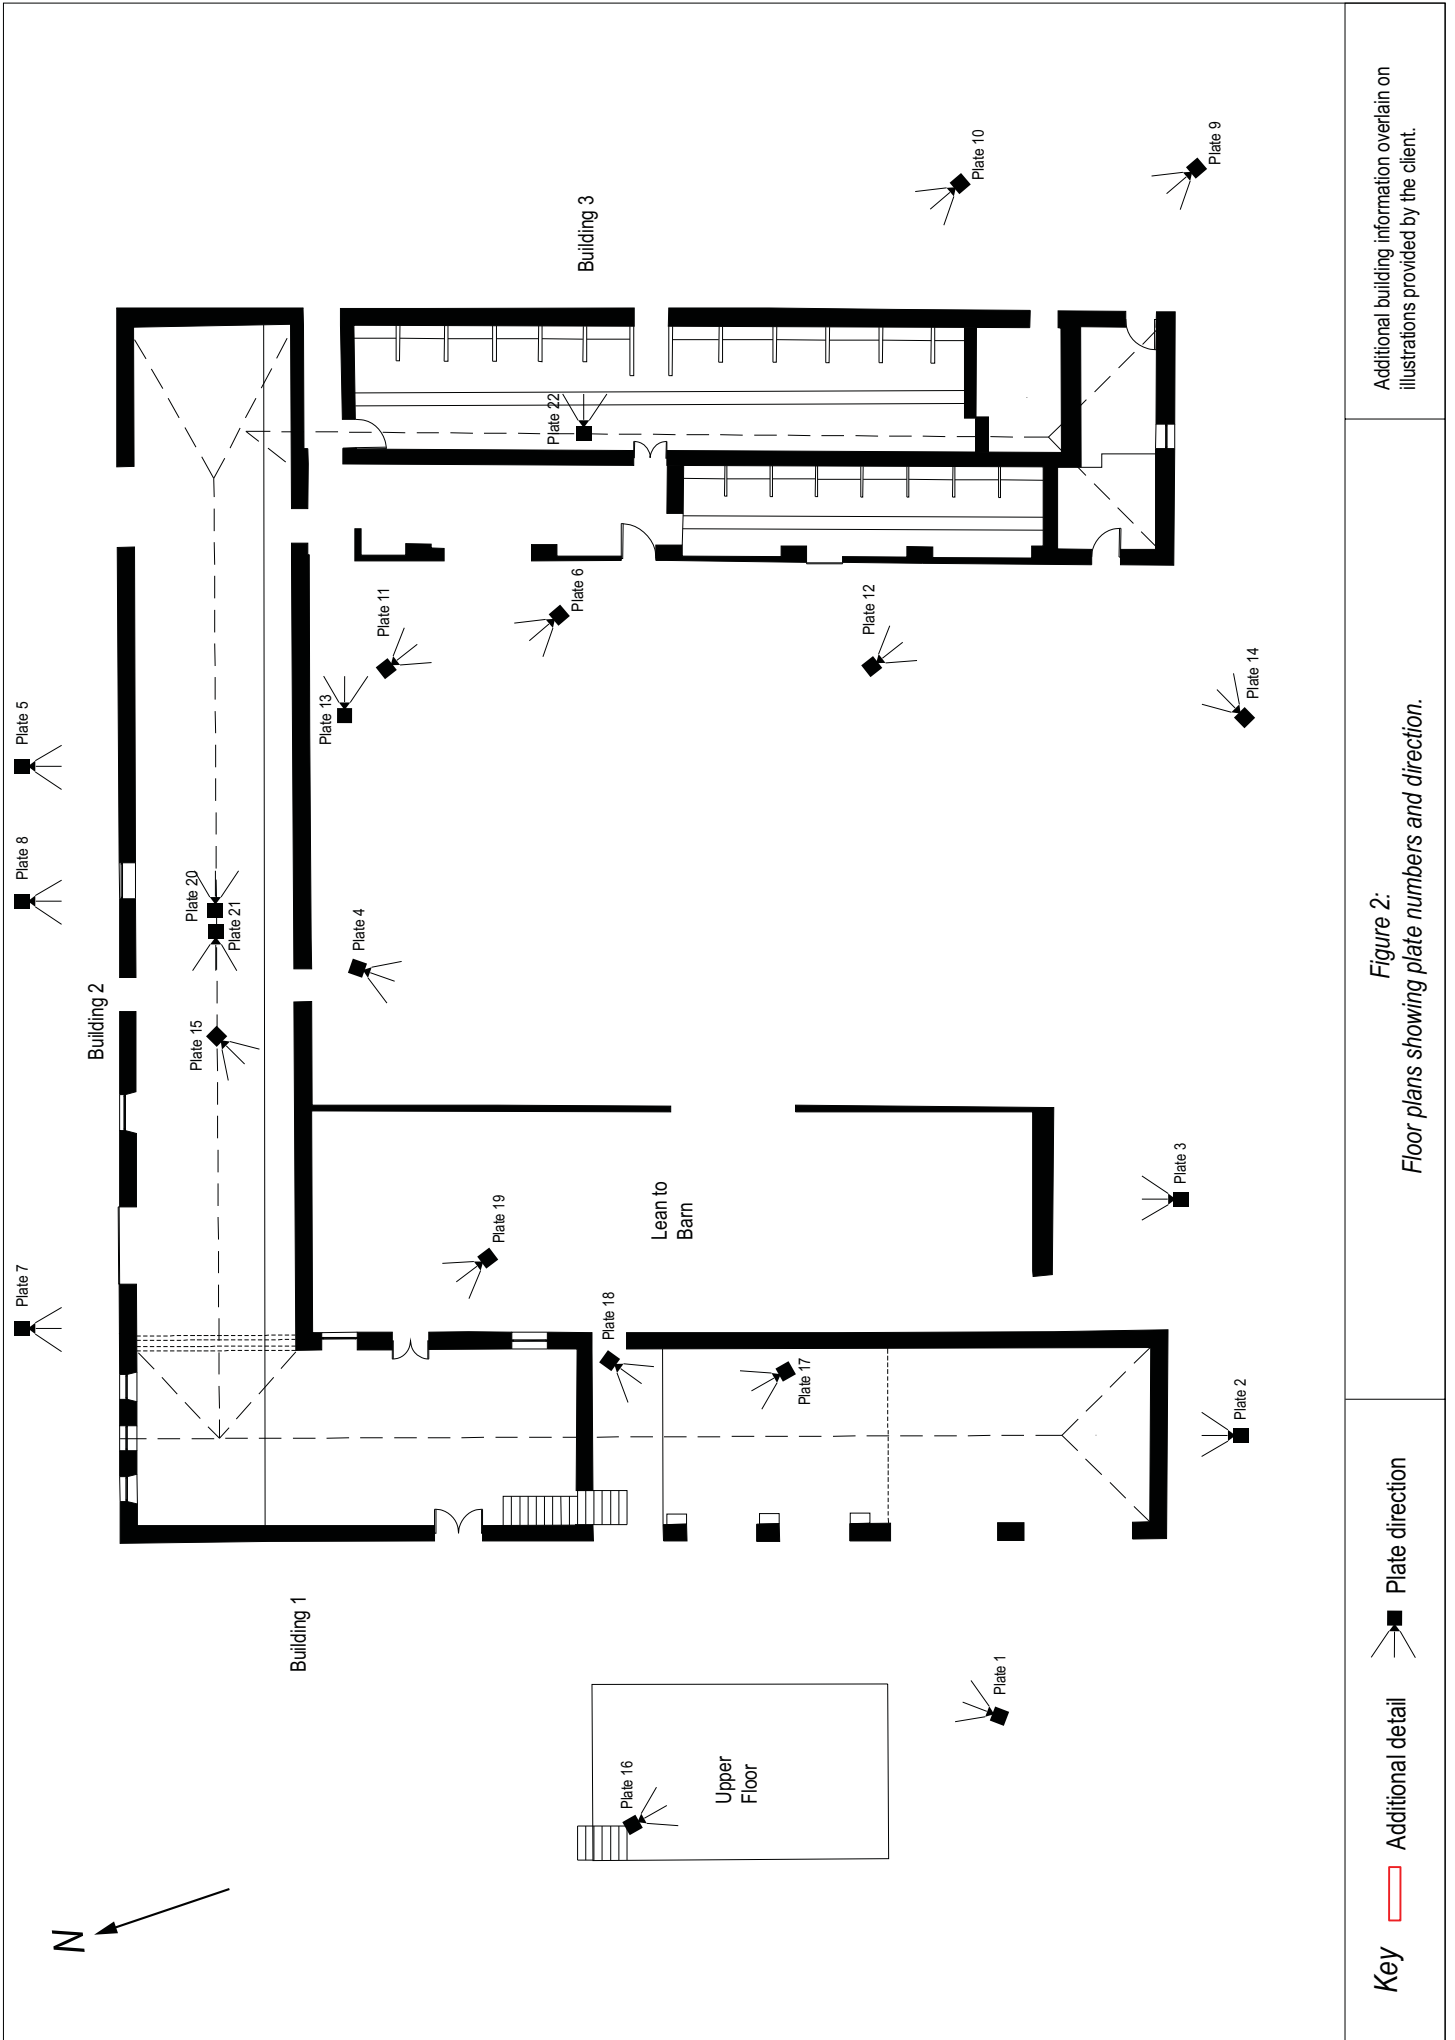 Plate 7
Plate 8
Plate 5
Building 2
Plate 15
Plate 21
Plate 20
Plate 4
Plate 13
Plate 11
Plate 6
Plate 22
Building 3
Plate 10
Plate 9
Plate 12
Plate 14
Plate 19
Lean to
Barn
Plate 18
Plate 17
Plate 3
Plate 2
Building 1
Plate 1
Plate 16
Upper
Floor
N
Key
Additional detail
Plate direction
Figure 2:
Floor plans showing plate numbers and direction.
Additional building information overlain on
illustrations provided by the client.